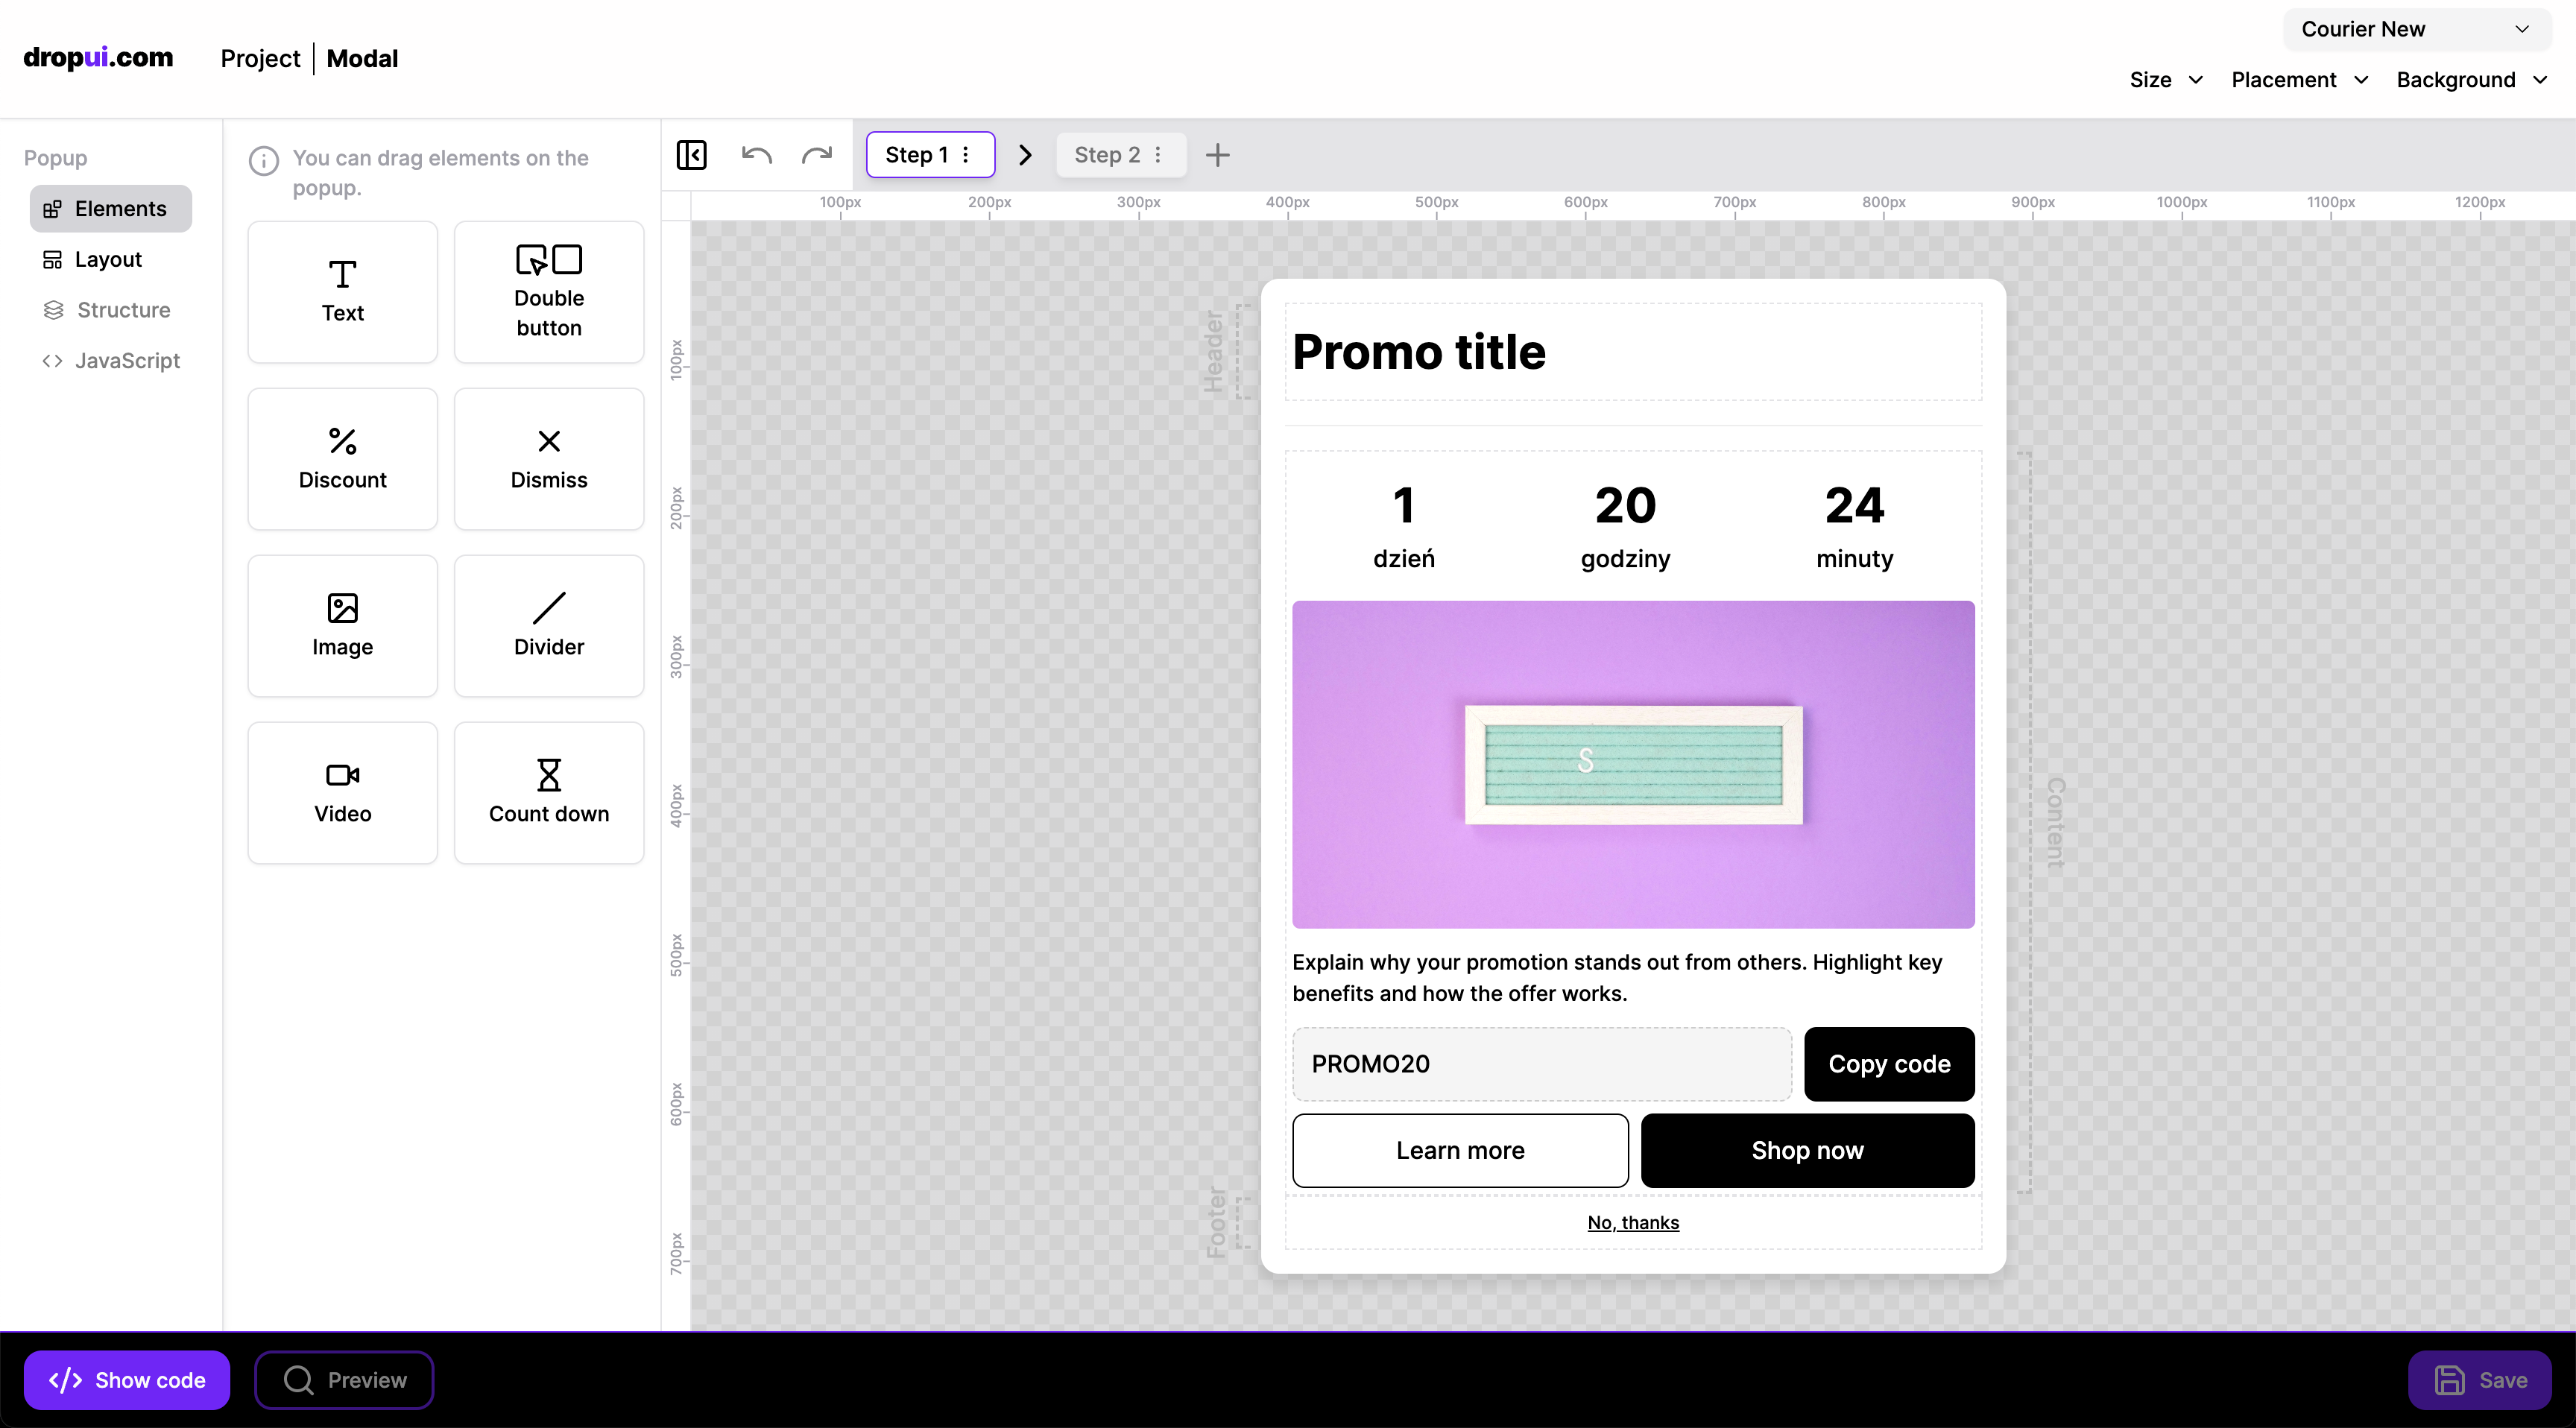 dropui.com
Project | Modal
Courier New
Size
Placement
Background
Popup
Elements
Layout
Structure
JavaScript
You can drag elements on the
popup.
Text
Double
button
Discount
Dismiss
Image
Divider
Video
Count down
Step 1
Step 2
100px 200px 300px 400px 500px 600px 700px 800px 900px 1000px 1100px 1200px
100px
200px
300px
400px
500px
600px
700px
Header
Promo title
1 20 24
dzień godziny minuty
S
Content
Explain why your promotion stands out from others. Highlight key
benefits and how the offer works.
PROMO20
Copy code
Learn more
Shop now
Footer
No, thanks
Show code
Preview
Save